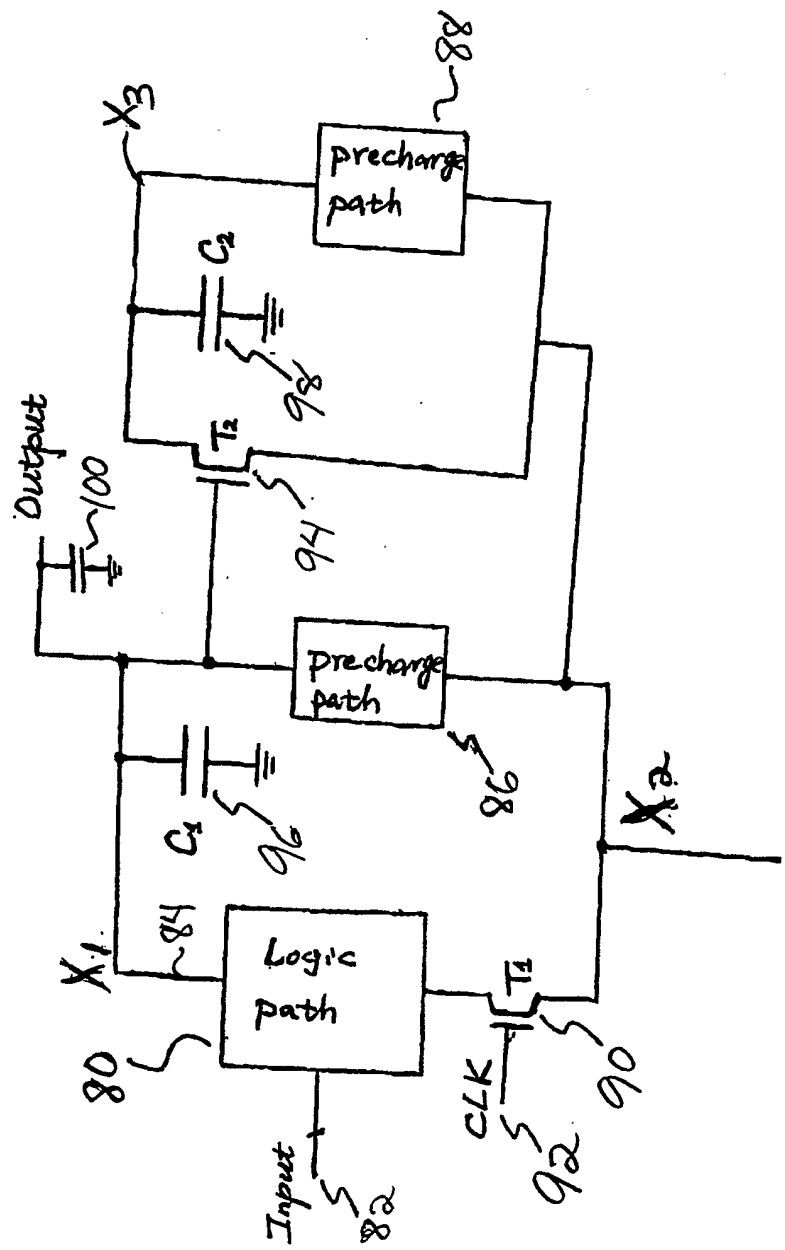 Output
100
X3
C2
98
T2
94
precharge
path
88
X1
84
C1
96
precharge
path
86
80
Logic
path
Input
82
CLK
92
T1
90
X2